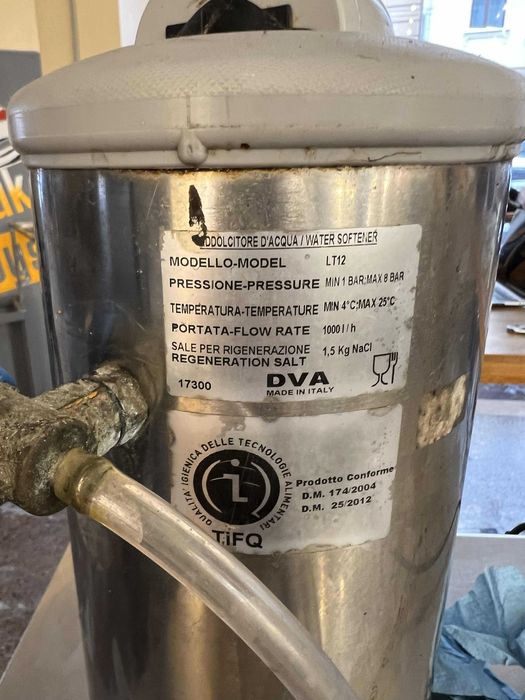 ADDOLCITORE D'ACQUA / WATER SOFTENER
MODELLO-MODEL LT12
PRESSIONE-PRESSURE MIN 1 BAR;MAX 8 BAR
TEMPERATURA-TEMPERATURE MIN 4°C;MAX 25°C
PORTATA-FLOW RATE 1000 l / h
SALE PER RIGENERAZIONE
REGENERATION SALT 1,5 Kg NaCl
17300 DVA
MADE IN ITALY
QUALITA' IGIENICA DELLE TECNOLOGIE ALIMENTARI
TiFQ
Prodotto Conforme
D.M. 174/2004
D.M. 25/2012